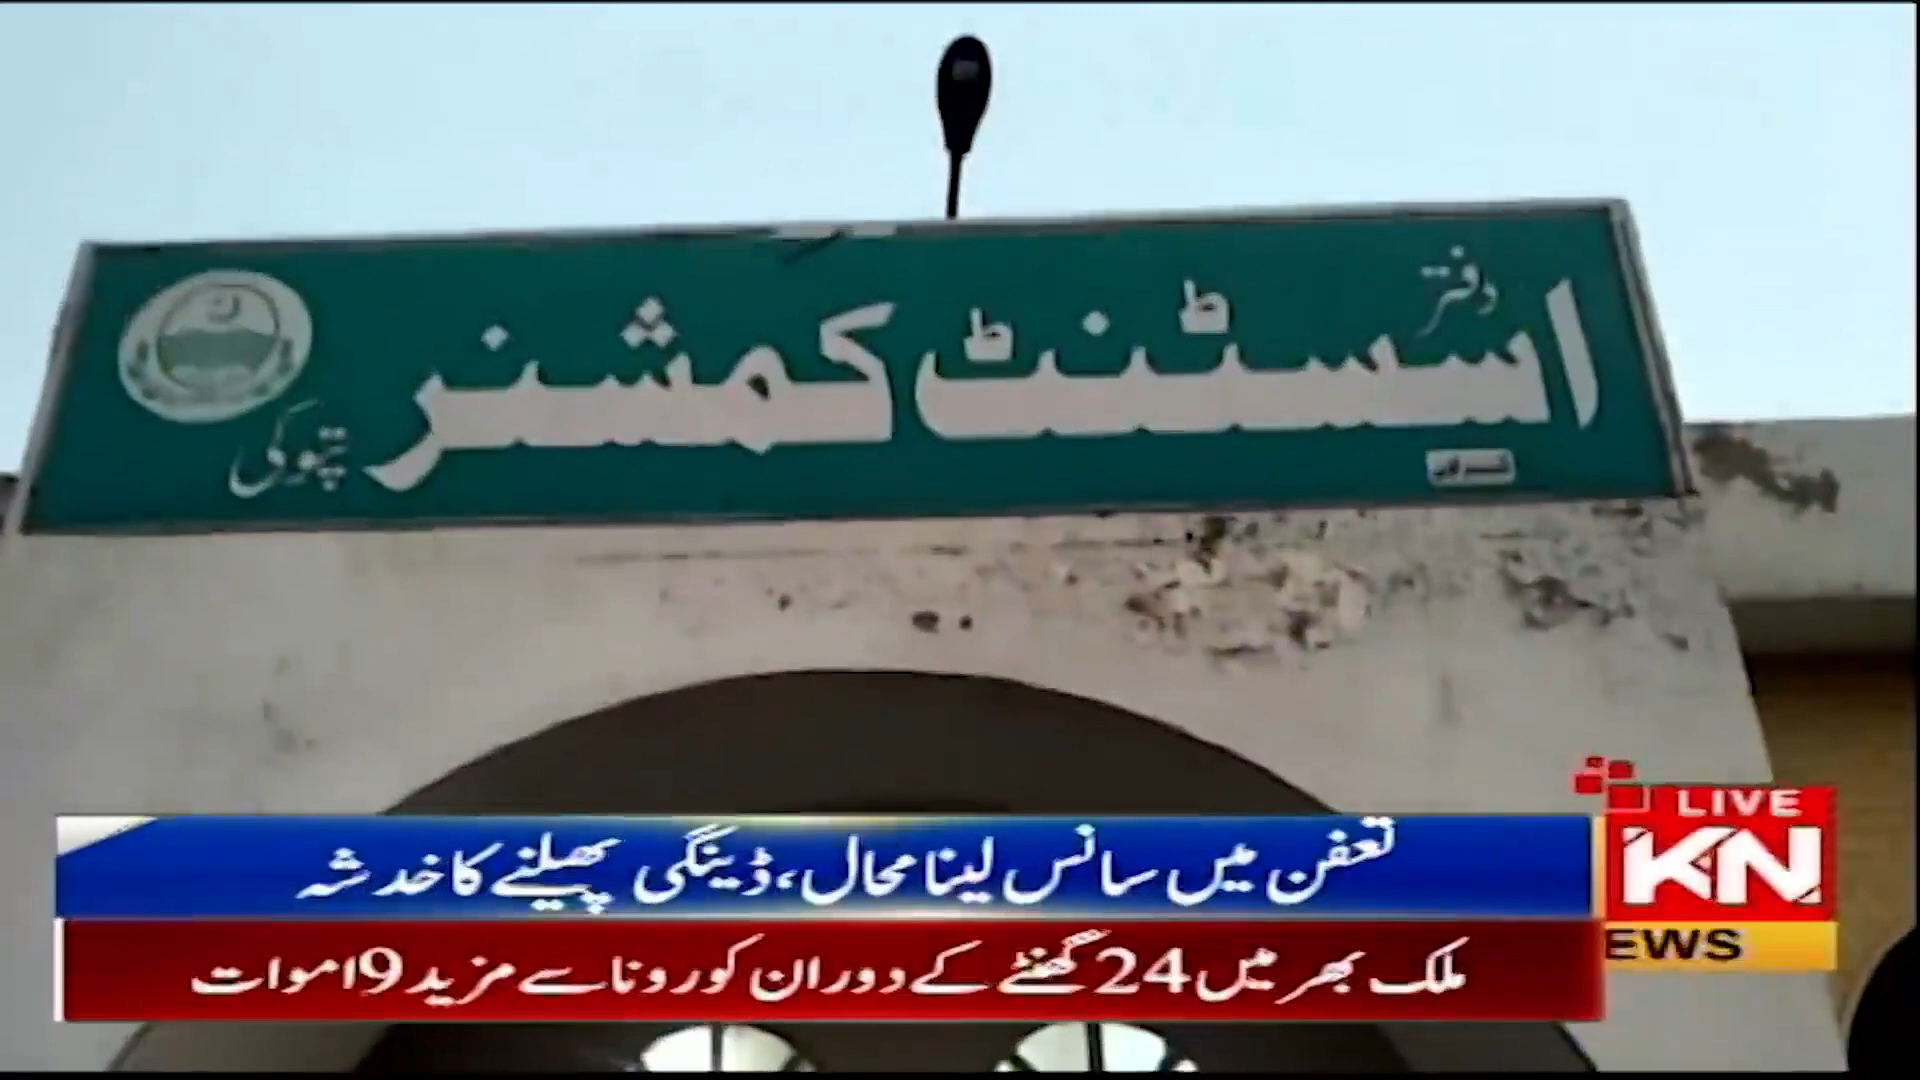 دفتر
اسسٹنٹ کمشنر
پتوکی
LIVE
KN
EWS
تعفن میں سانس لینا محال، ڈینگی پھیلنے کا خدشہ
ملک بھر میں 24 گھنٹے کے دوران کورونا سے مزید 9 اموات